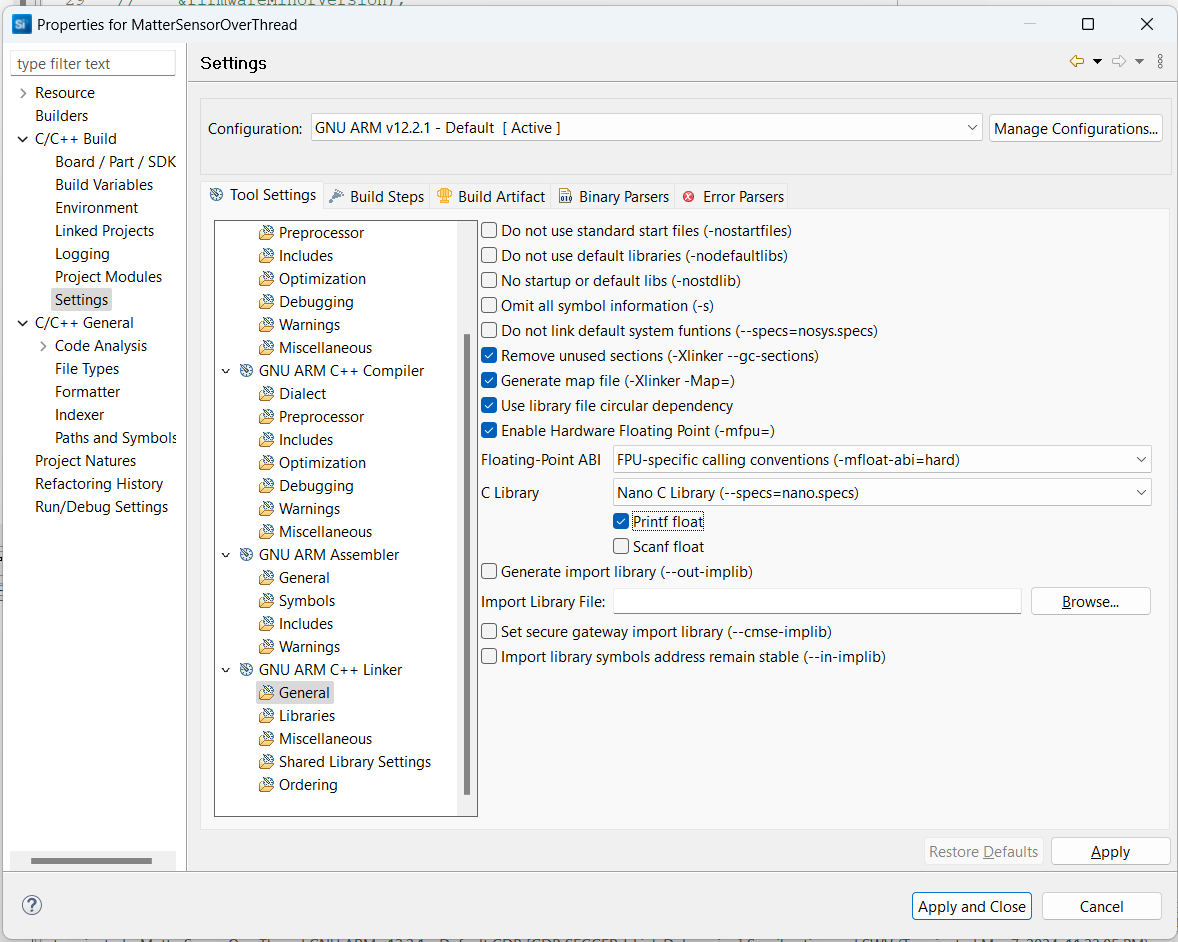 29 // &firmwareMinorVersion);
Si Properties for MatterSensorOverThread
type filter text
Resource
Builders
C/C++ Build
Board / Part / SDK
Build Variables
Environment
Linked Projects
Logging
Project Modules
Settings
C/C++ General
Code Analysis
File Types
Formatter
Indexer
Paths and Symbols
Project Natures
Refactoring History
Run/Debug Settings
Settings
Configuration: GNU ARM v12.2.1 - Default [ Active ] Manage Configurations...
Tool Settings Build Steps Build Artifact Binary Parsers Error Parsers
Preprocessor
Includes
Optimization
Debugging
Warnings
Miscellaneous
GNU ARM C++ Compiler
Dialect
Preprocessor
Includes
Optimization
Debugging
Warnings
Miscellaneous
GNU ARM Assembler
General
Symbols
Includes
Warnings
GNU ARM C++ Linker
General
Libraries
Miscellaneous
Shared Library Settings
Ordering
Do not use standard start files (-nostartfiles)
Do not use default libraries (-nodefaultlibs)
No startup or default libs (-nostdlib)
Omit all symbol information (-s)
Do not link default system funtions (--specs=nosys.specs)
Remove unused sections (-Xlinker --gc-sections)
Generate map file (-Xlinker -Map=)
Use library file circular dependency
Enable Hardware Floating Point (-mfpu=)
Floating-Point ABI FPU-specific calling conventions (-mfloat-abi=hard)
C Library Nano C Library (--specs=nano.specs)
Printf float
Scanf float
Generate import library (--out-implib)
Import Library File: Browse...
Set secure gateway import library (--cmse-implib)
Import library symbols address remain stable (--in-implib)
Restore Defaults Apply
? Apply and Close Cancel